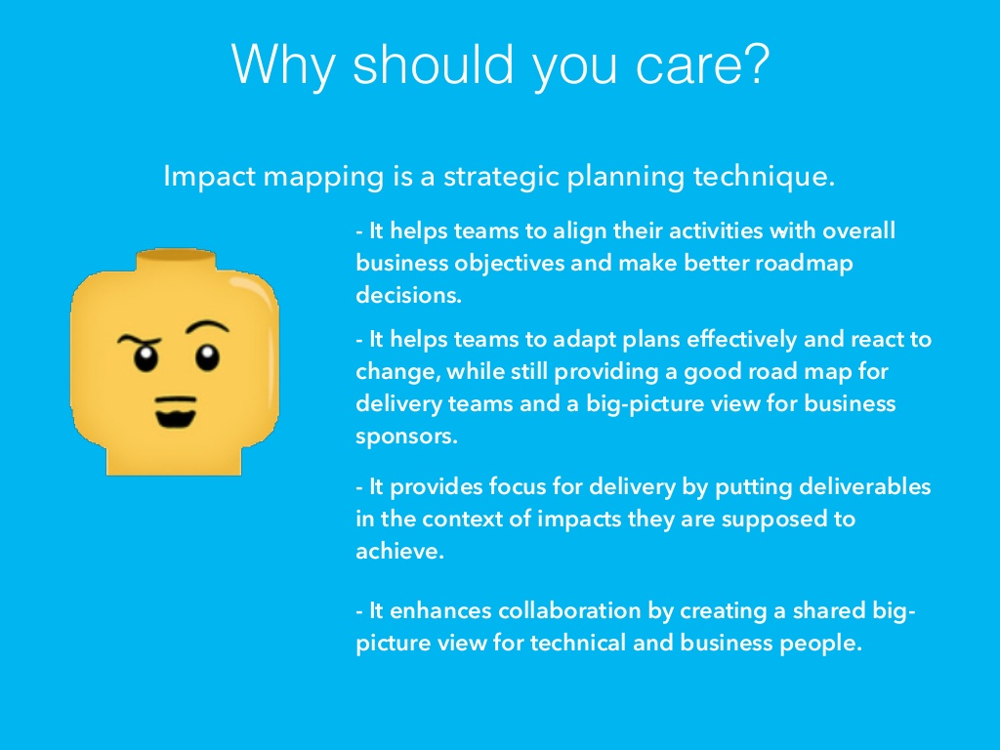 Why should you care?
Impact mapping is a strategic planning technique.
- It helps teams to align their activities with overall
business objectives and make better roadmap
decisions.
- It helps teams to adapt plans effectively and react to
change, while still providing a good road map for
delivery teams and a big-picture view for business
sponsors.
- It provides focus for delivery by putting deliverables
in the context of impacts they are supposed to
achieve.
- It enhances collaboration by creating a shared big-
picture view for technical and business people.